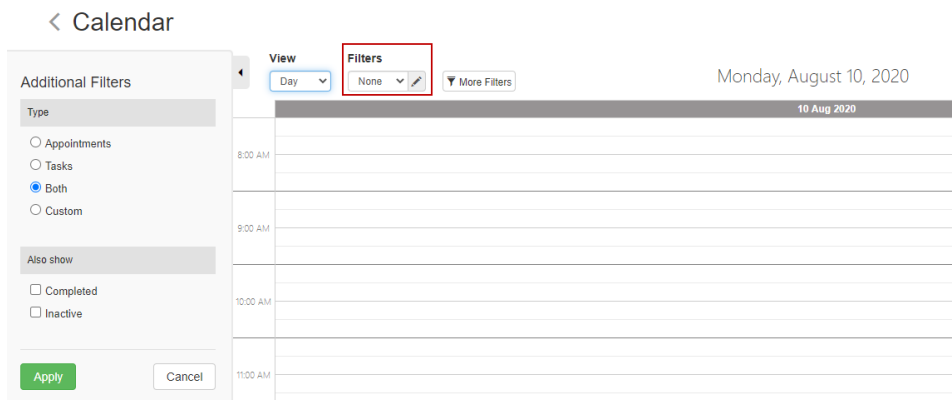 Calendar
Additional Filters
Type
Appointments
Tasks
Both
Custom
Also show
Completed
Inactive
Apply Cancel
View Filters
Day None More Filters
Monday, August 10, 2020
10 Aug 2020
8:00 AM
9:00 AM
10:00 AM
11:00 AM